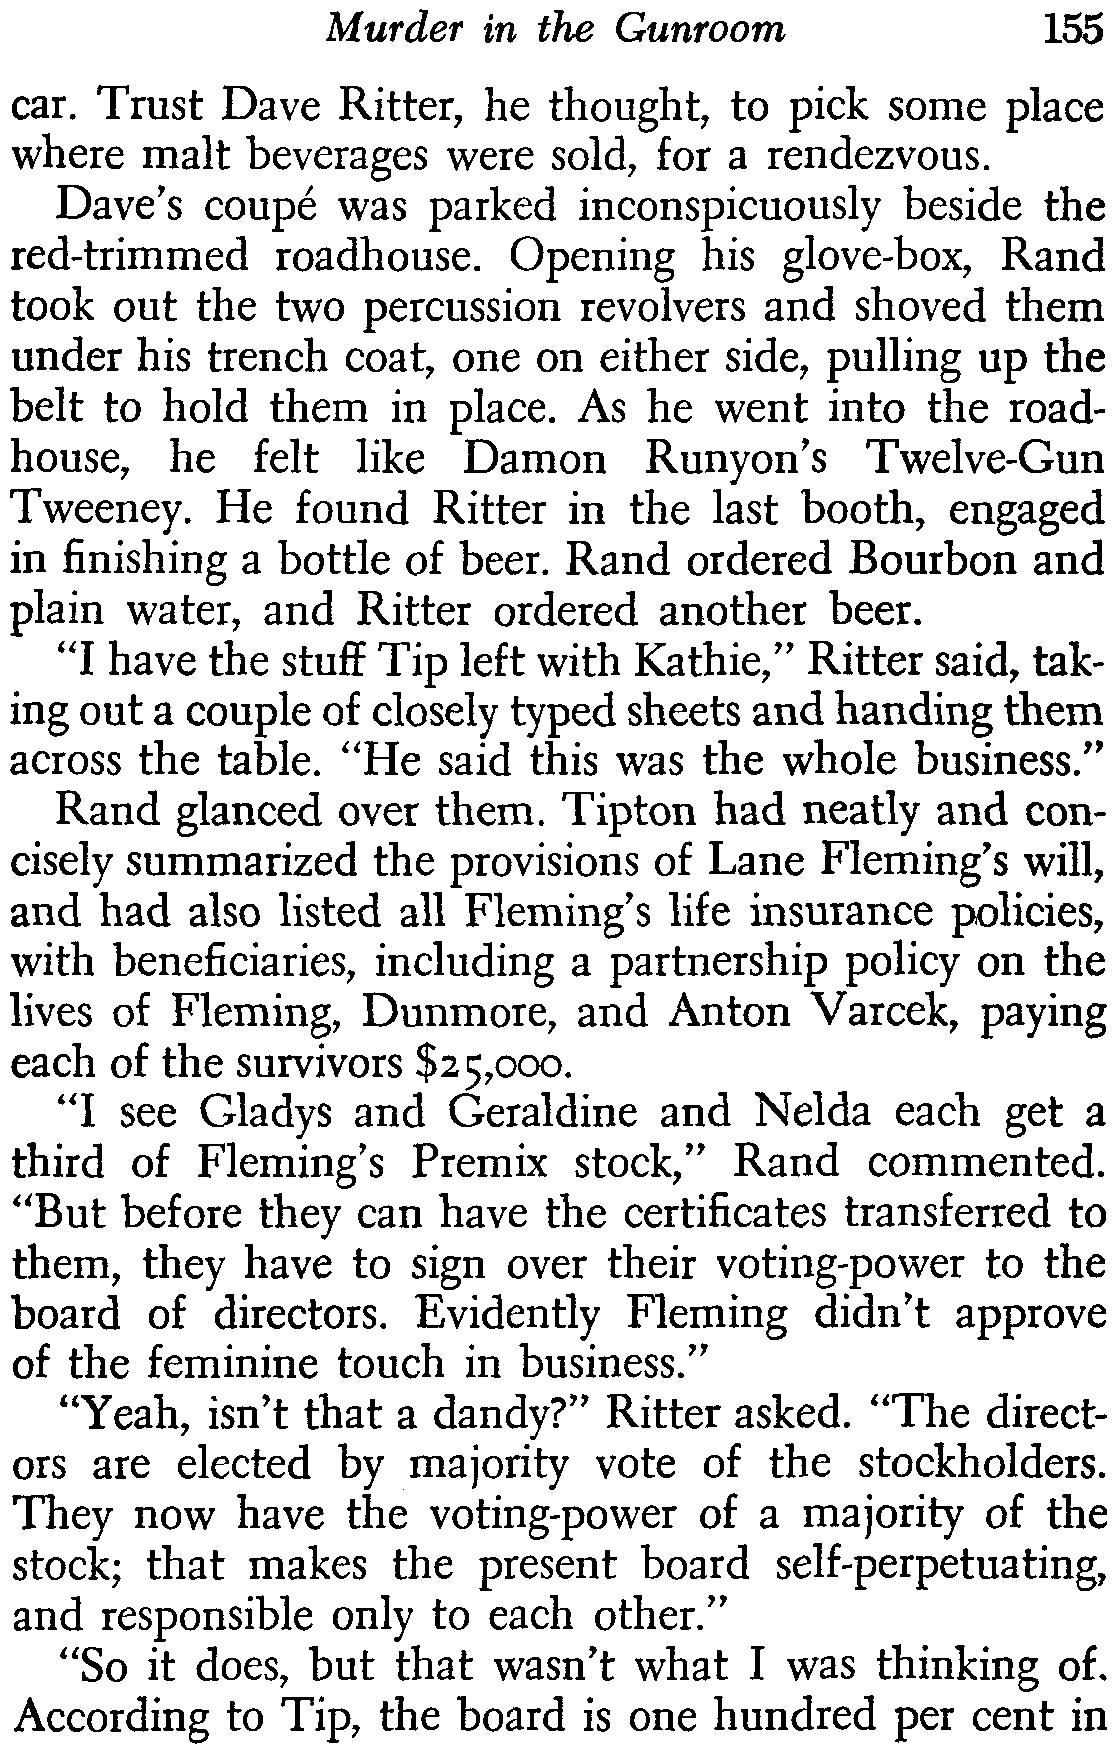 Murder in the Gunroom 155
car. Trust Dave Ritter, he thought, to pick some place
where malt beverages were sold, for a rendezvous.
Dave's coupé was parked inconspicuously beside the
red-trimmed roadhouse. Opening his glove-box, Rand
took out the two percussion revolvers and shoved them
under his trench coat, one on either side, pulling up the
belt to hold them in place. As he went into the road-
house, he felt like Damon Runyon's Twelve-Gun
Tweeney. He found Ritter in the last booth, engaged
in finishing a bottle of beer. Rand ordered Bourbon and
plain water, and Ritter ordered another beer.
"I have the stuff Tip left with Kathie," Ritter said, tak-
ing out a couple of closely typed sheets and handing them
across the table. "He said this was the whole business."
Rand glanced over them. Tipton had neatly and con-
cisely summarized the provisions of Lane Fleming's will,
and had also listed all Fleming's life insurance policies,
with beneficiaries, including a partnership policy on the
lives of Fleming, Dunmore, and Anton Varcek, paying
each of the survivors $25,000.
"I see Gladys and Geraldine and Nelda each get a
third of Fleming's Premix stock," Rand commented.
"But before they can have the certificates transferred to
them, they have to sign over their voting-power to the
board of directors. Evidently Fleming didn't approve
of the feminine touch in business."
"Yeah, isn't that a dandy?" Ritter asked. "The direct-
ors are elected by majority vote of the stockholders.
They now have the voting-power of a majority of the
stock; that makes the present board self-perpetuating,
and responsible only to each other."
"So it does, but that wasn't what I was thinking of.
According to Tip, the board is one hundred per cent in